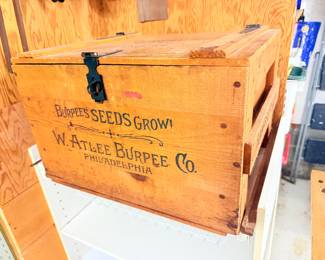 BURPEE'S SEEDS GROW!
W. ATLEE BURPEE CO.
PHILADELPHIA